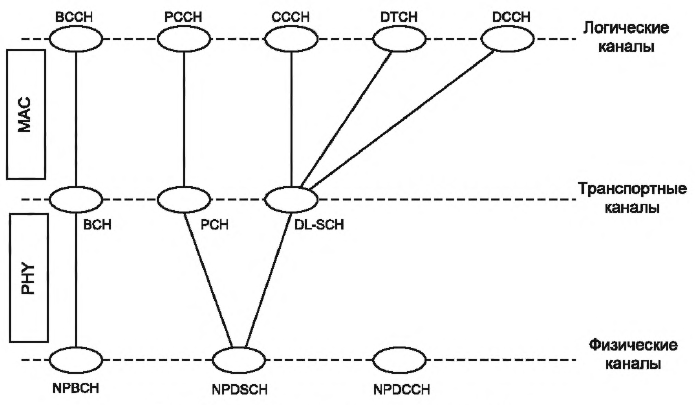 BCCH PCCH CCCH DTCH DCCH
Логические
каналы
MAC
Транспортные
каналы
BCH PCH DL-SCH
PHY
Физические
каналы
NPBCH NPDSCH NPDCCH